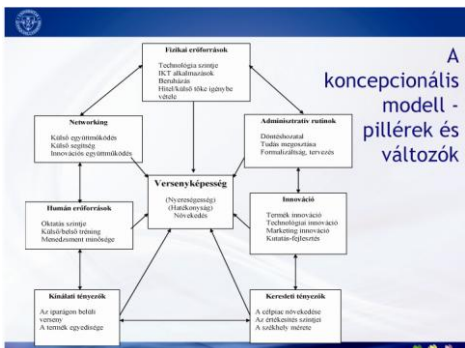 A
koncepcionális
modell -
pillérek és
változók
Fizikai erőforrások
Technológia szintje
IKT alkalmazások
Beruházás
Hitel/külső tőke igénybe
vétele
Networking
Külső együttműködés
Külső segítség
Innovációs együttműködés
Adminisztratív rutinok
Döntéshozatal
Tudás megosztása
Formalizáltság, tervezés
Versenyképesség
(Nyereségesség)
(Hatékonyság)
Növekedés
Humán erőforrások
Oktatás szintje
Külső/belső tréning
Menedzsment minősége
Innováció
Termék innováció
Technológiai innováció
Marketing innováció
Kutatás-fejlesztés
Kínálati tényezők
Az iparágon belüli
verseny
A termék egyedisége
Keresleti tényezők
A célpiac növekedése
Az értékesítés szintjei
A székhely mérete